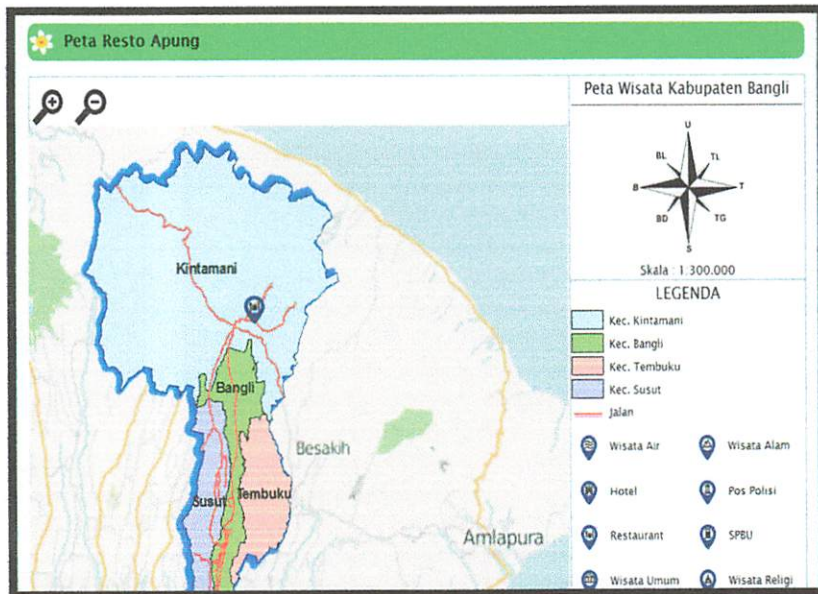 Peta Resto Apung
Peta Wisata Kabupaten Bangli
U
BL
TL
B
T
BD
TG
S
Skala : 1:300.000
LEGENDA
Kec. Kintamani
Kec. Bangli
Kec. Tembuku
Kec. Susut
Jalan
Wisata Air
Wisata Alam
Hotel
Pos Polisi
Restaurant
SPBU
Wisata Umum
Wisata Religi
Kintamani
Bangli
Besakih
Susut
Tembuku
Amlapura